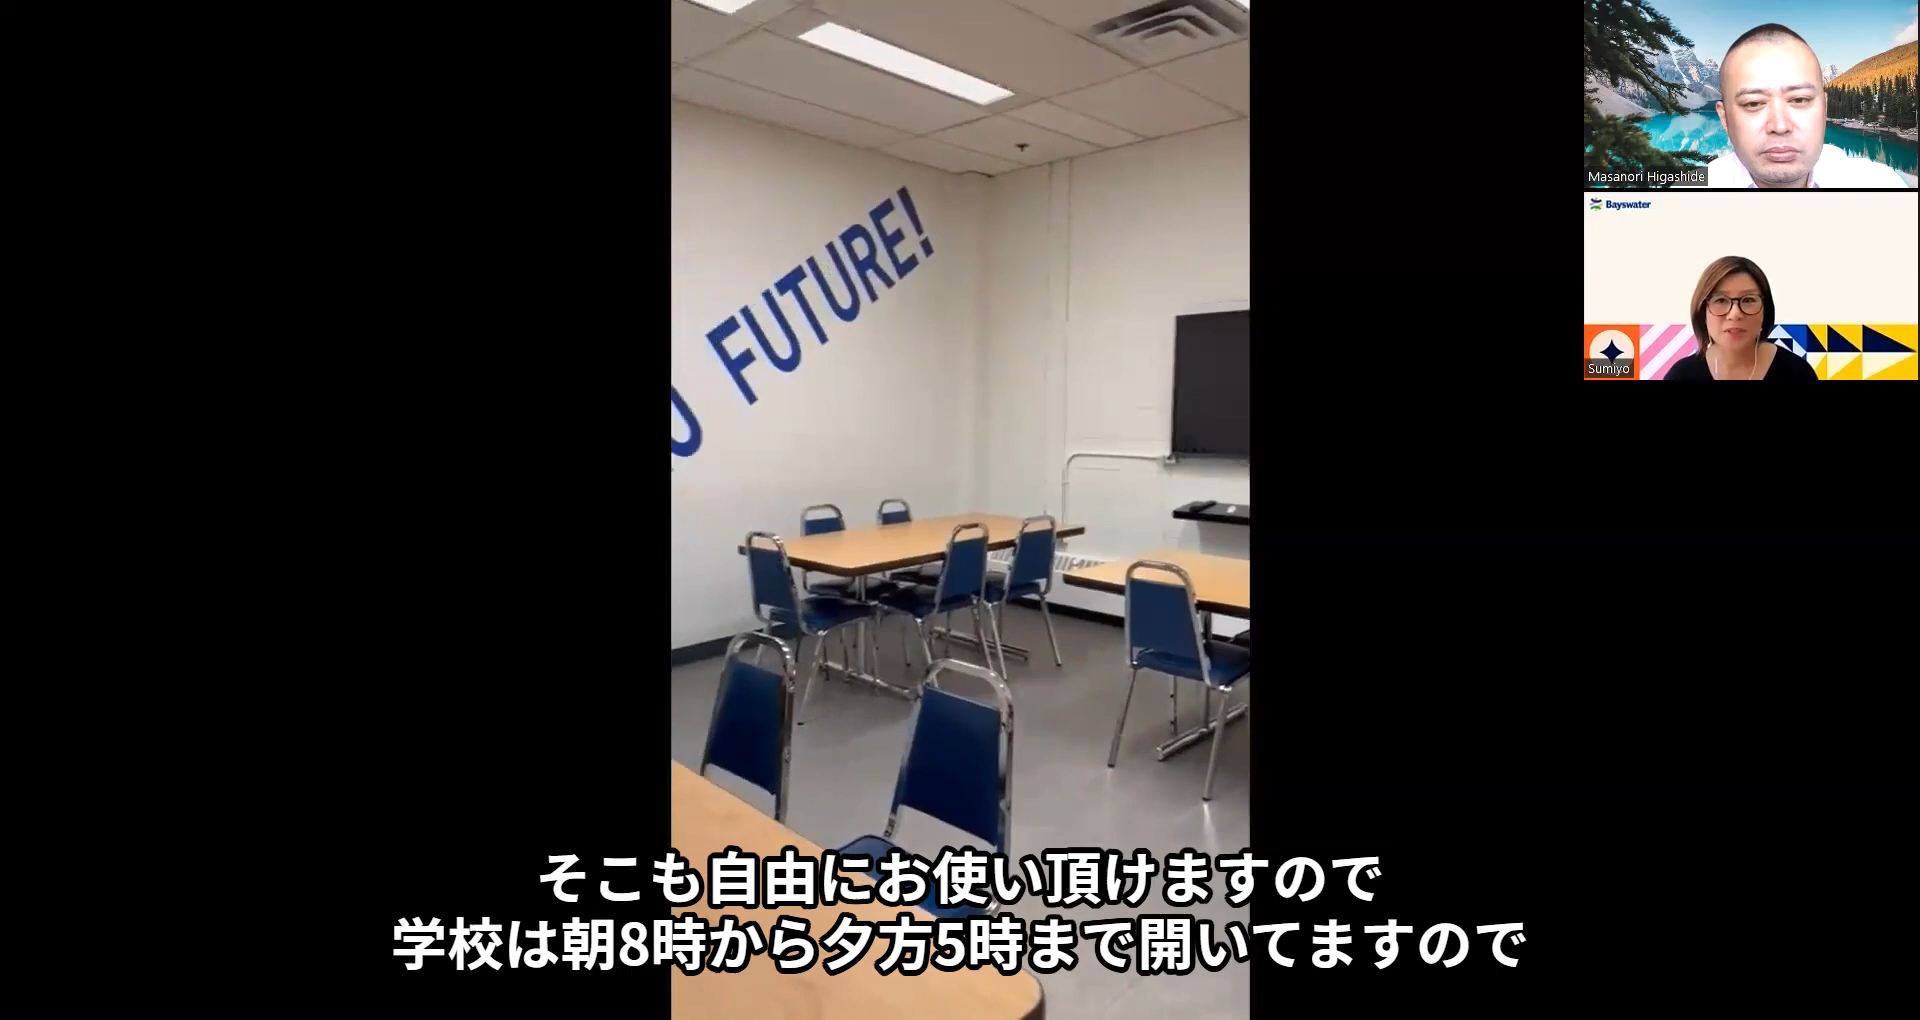 FUTURE!
Masanori Higashide
Bayswater
Sumiyo
そこも自由にお使い頂けますので
学校は朝8時から夕方5時まで開いてますので